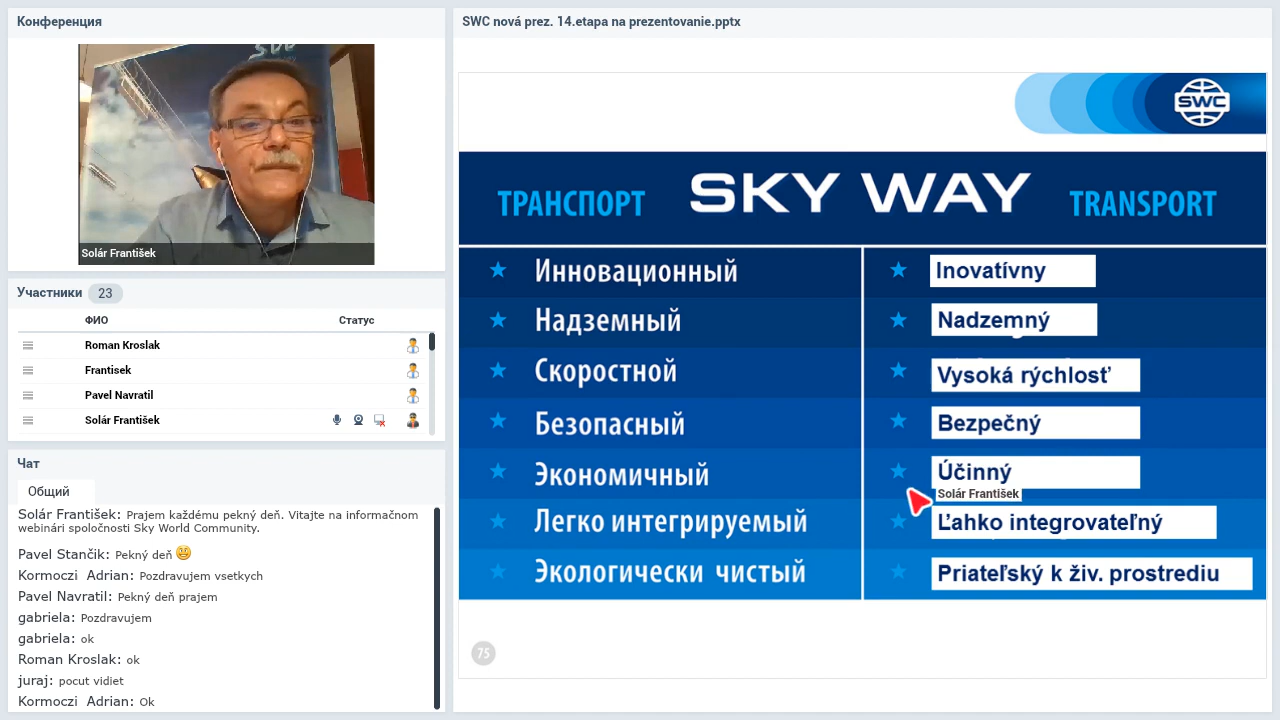 Конференция
Solár František
Участники 23
ФИО Статус
Roman Kroslak
Frantisek
Pavel Navratil
Solár František
Чат
Общий
Solár František: Prajem každému pekný deň. Vitajte na informačnom
webinári spoločnosti Sky World Community.
Pavel Stančik: Pekný deň
Kormoczi Adrian: Pozdravujem vsetkych
Pavel Navratil: Pekný deň prajem
gabriela: Pozdravujem
gabriela: ok
Roman Kroslak: ok
juraj: pocut vidiet
Kormoczi Adrian: Ok
SWC nová prez. 14.etapa na prezentovanie.pptx
SWC
ТРАНСПОРТ SKY WAY TRANSPORT
Инновационный Inovatívny
Надземный Nadzemný
Скоростной Vysoká rýchlosť
Безопасный Bezpečný
Экономичный Účinný
Solár František
Легко интегрируемый Ľahko integrovateľný
Экологически чистый Priateľský k živ. prostrediu
75